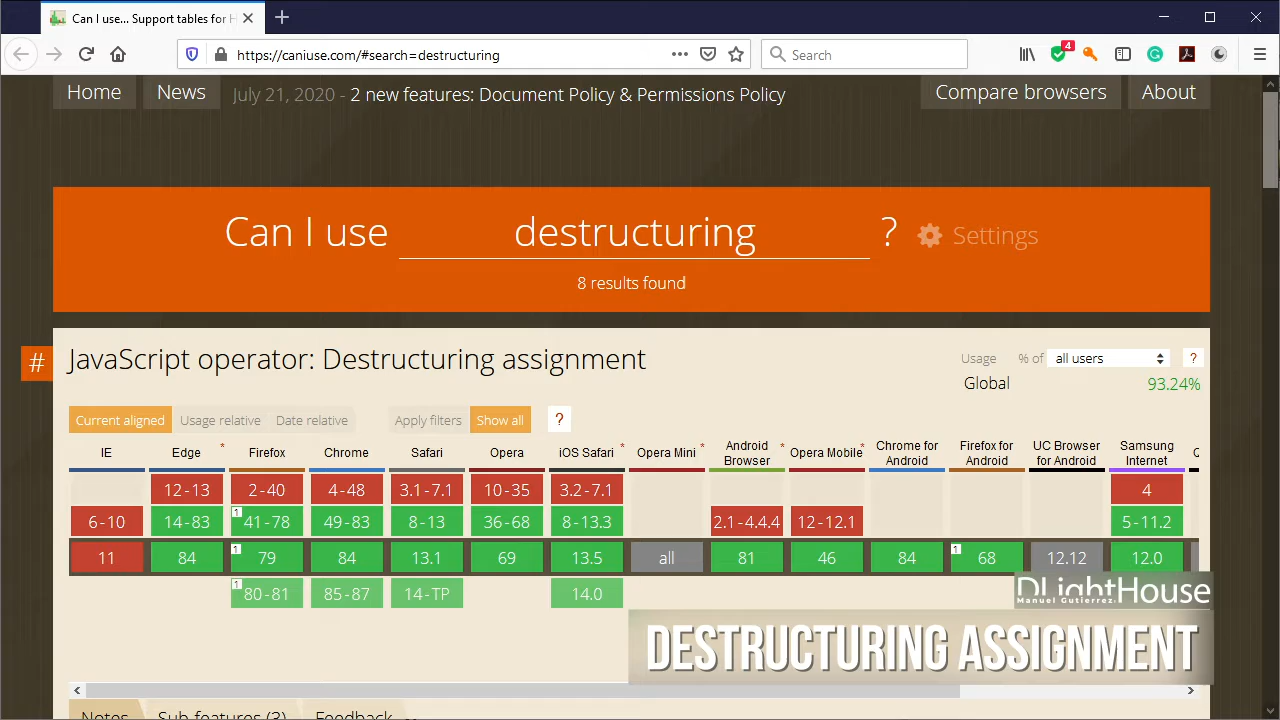 Can I use... Support tables for H
https://caniuse.com/#search=destructuring
Search
4
Home
News
July 21, 2020 - 2 new features: Document Policy & Permissions Policy
Compare browsers
About
Can I use destructuring ?
Settings
8 results found
#
JavaScript operator: Destructuring assignment
Usage % of all users ?
Global 93.24%
Current aligned Usage relative Date relative Apply filters Show all ?
IE Edge * Firefox Chrome Safari Opera iOS Safari * Opera Mini * Android Browser * Opera Mobile * Chrome for Android Firefox for Android UC Browser for Android Samsung Internet Q
12-13 2-40 4-48 3.1-7.1 10-35 3.2-7.1 4
6-10 14-83 1 41-78 49-83 8-13 36-68 8-13.3 2.1-4.4.4 12-12.1 5-11.2
11 84 1 79 84 13.1 69 13.5 all 81 46 84 1 68 12.12 12.0
1 80-81 85-87 14-TP 14.0
DLightHouse
Manuel Gutierrez
DESTRUCTURING ASSIGNMENT
Notes Sub-features (3) Feedback